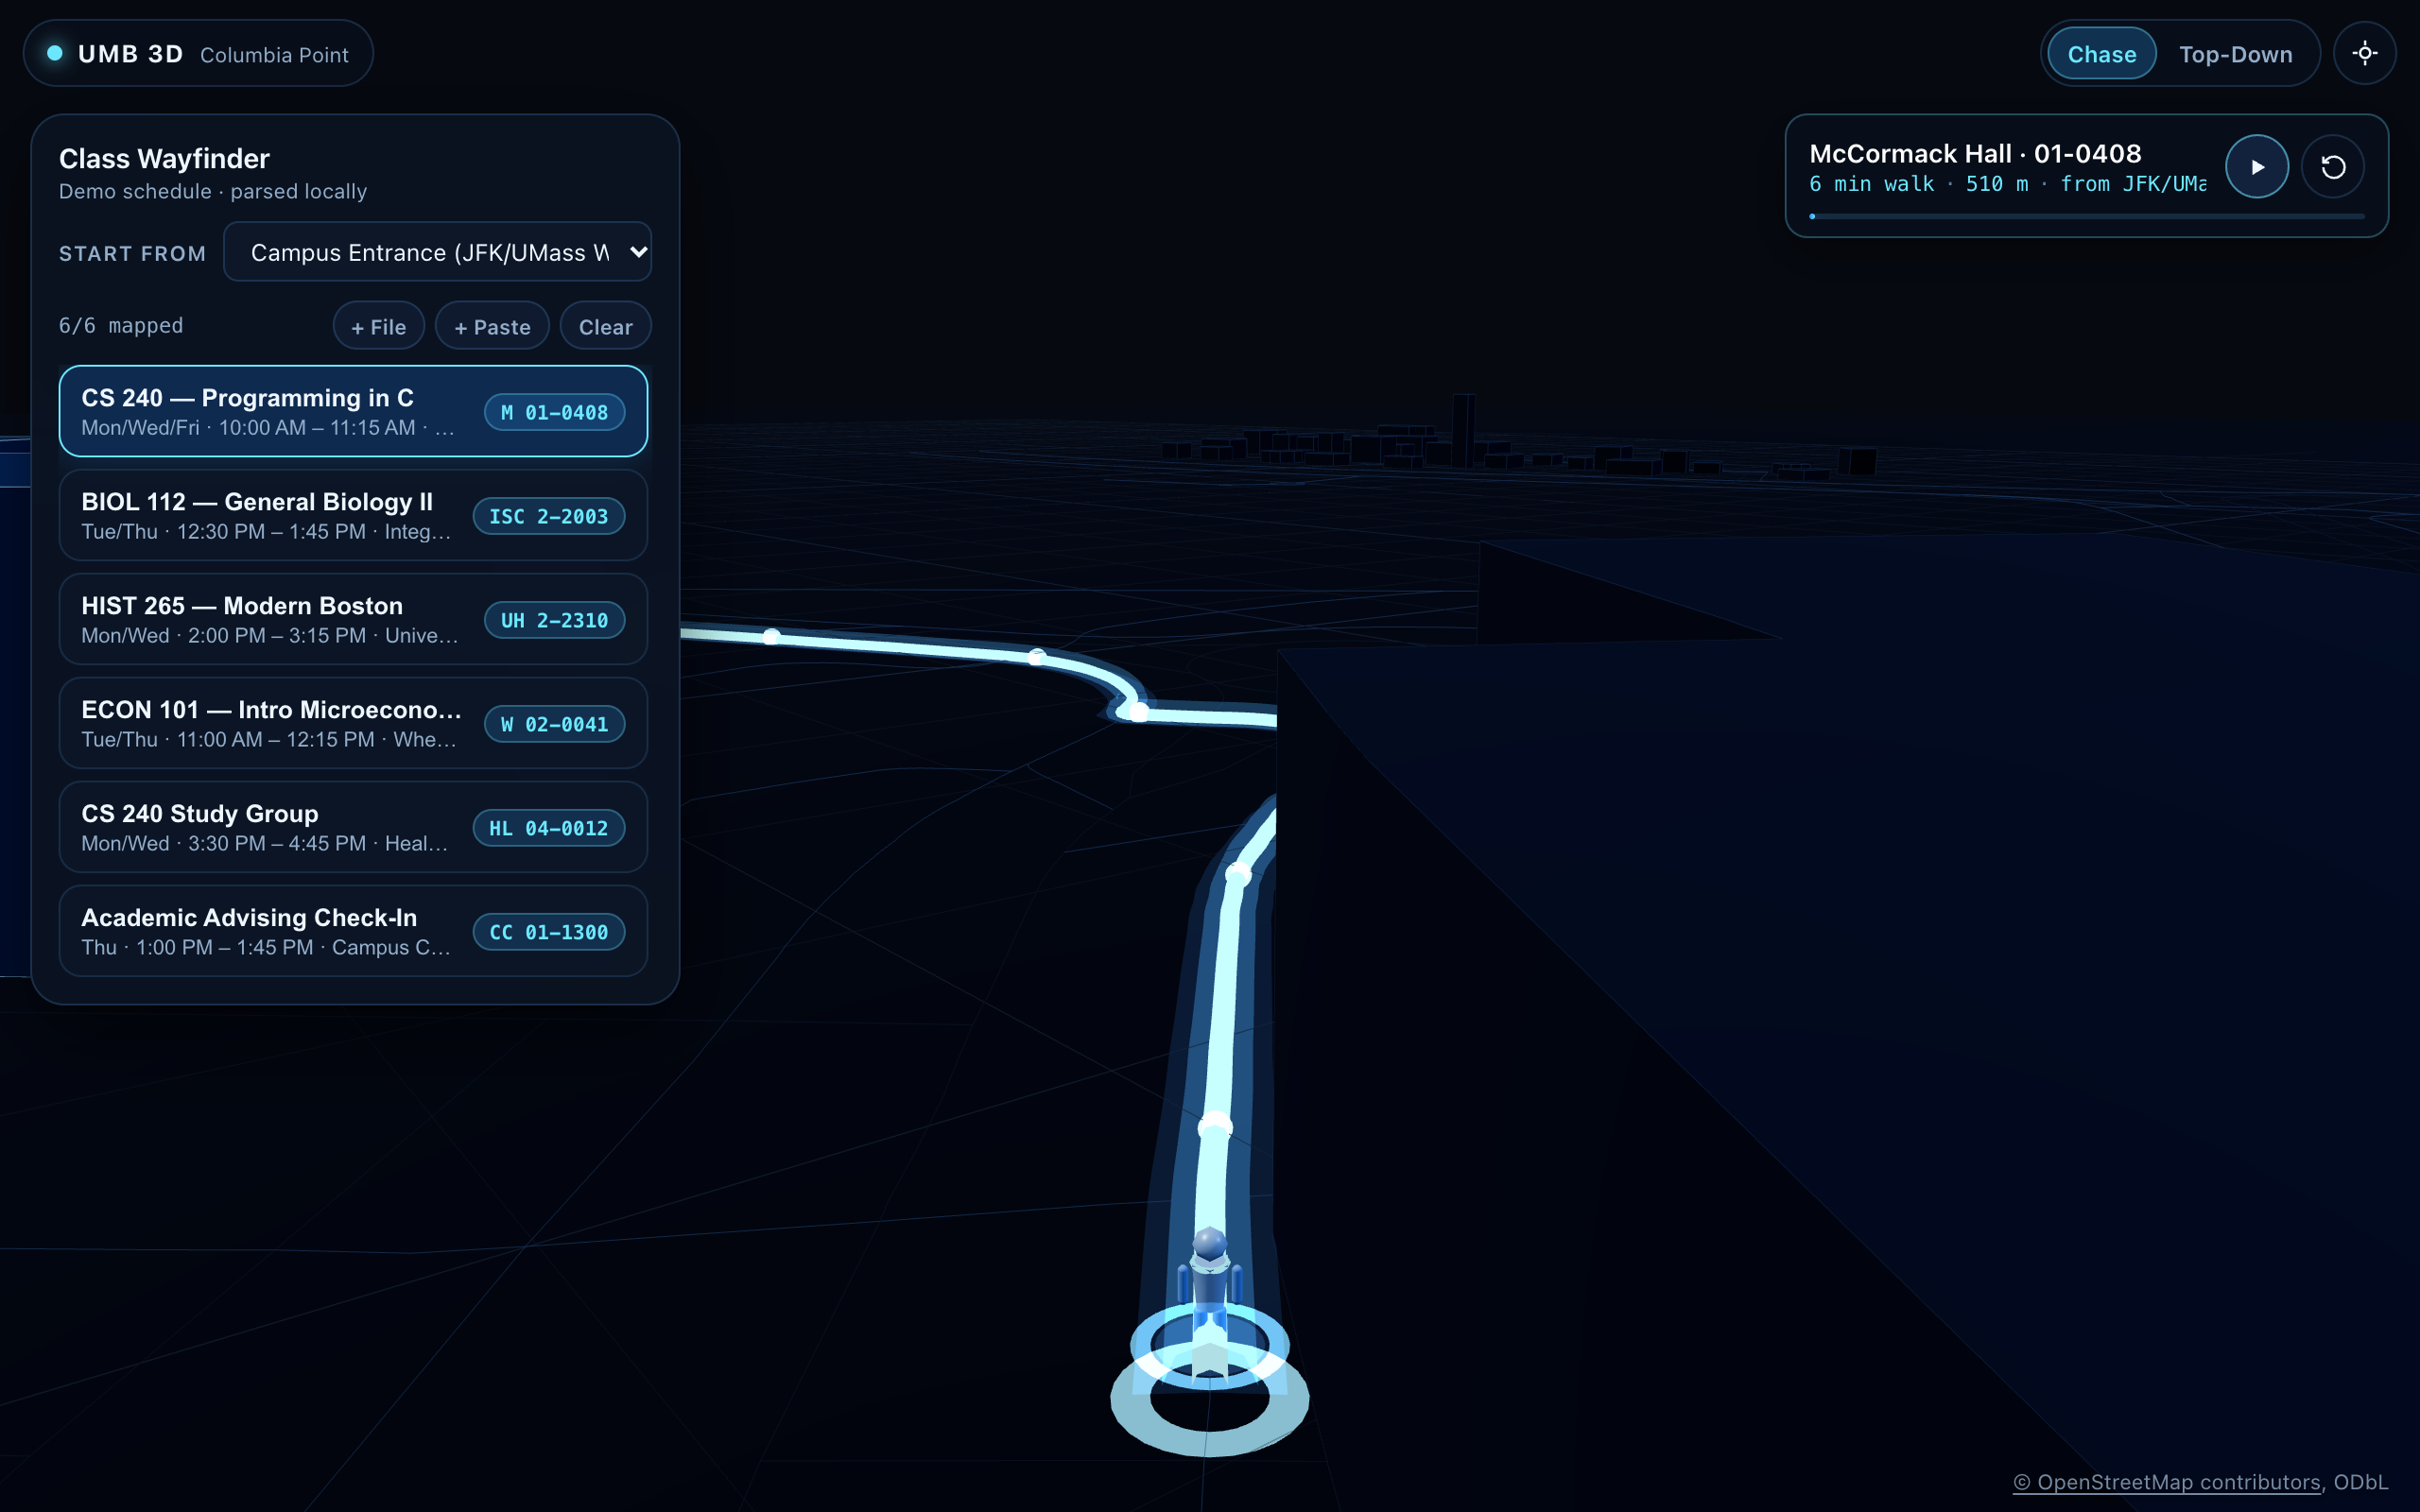 UMB 3D Columbia Point
Chase Top-Down
Class Wayfinder
Demo schedule · parsed locally
START FROM Campus Entrance (JFK/UMass W
6/6 mapped + File + Paste Clear
CS 240 — Programming in C
Mon/Wed/Fri · 10:00 AM – 11:15 AM · …
M 01-0408
BIOL 112 — General Biology II
Tue/Thu · 12:30 PM – 1:45 PM · Integ…
ISC 2-2003
HIST 265 — Modern Boston
Mon/Wed · 2:00 PM – 3:15 PM · Unive…
UH 2-2310
ECON 101 — Intro Microecono…
Tue/Thu · 11:00 AM – 12:15 PM · Whe…
W 02-0041
CS 240 Study Group
Mon/Wed · 3:30 PM – 4:45 PM · Heal…
HL 04-0012
Academic Advising Check-In
Thu · 1:00 PM – 1:45 PM · Campus C…
CC 01-1300
McCormack Hall · 01-0408
6 min walk · 510 m · from JFK/UMa
© OpenStreetMap contributors, ODbL